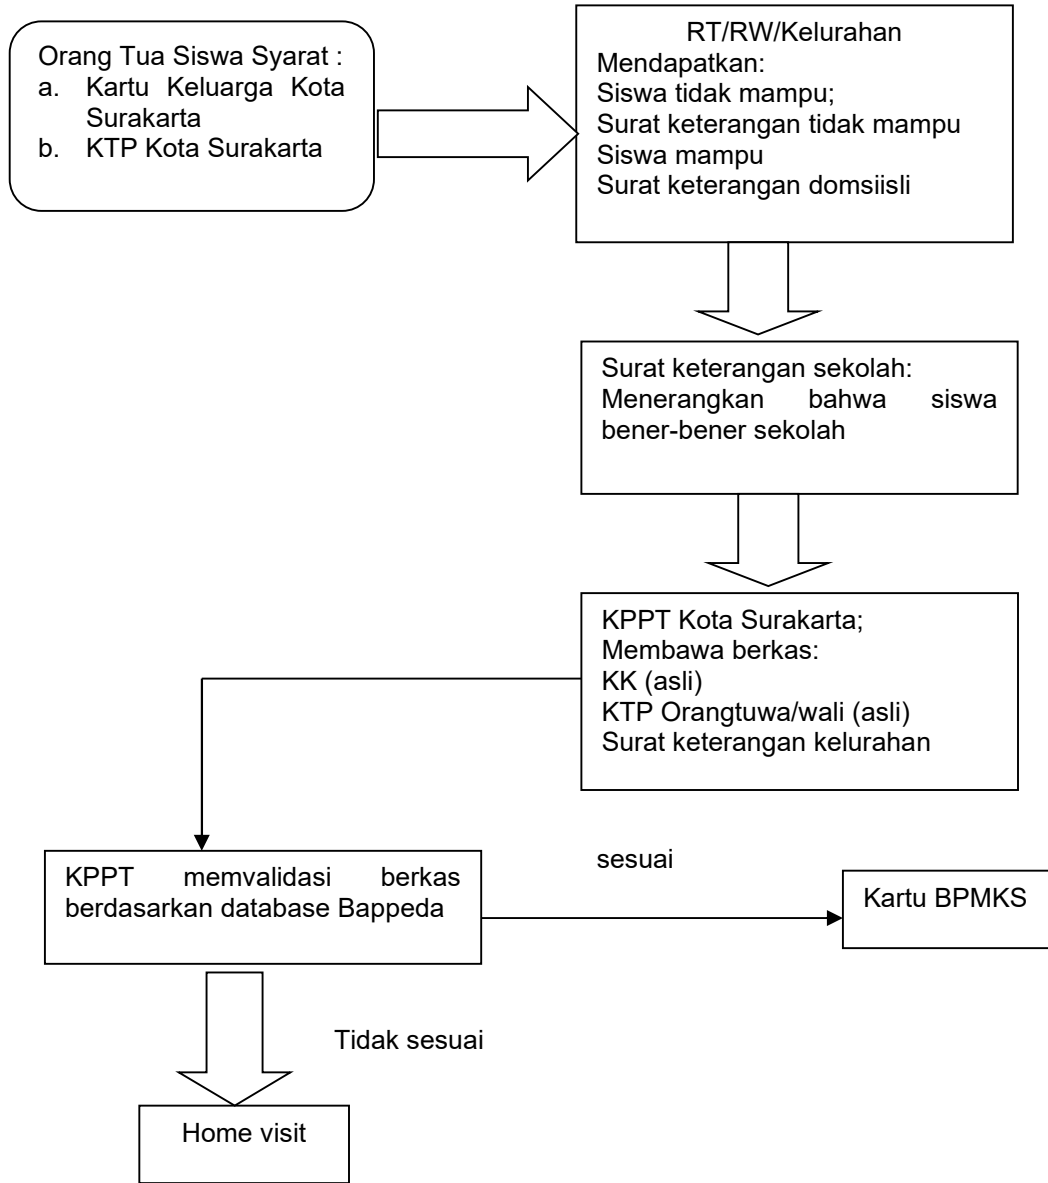 Orang Tua Siswa Syarat :
a. Kartu Keluarga Kota
Surakarta
b. KTP Kota Surakarta
RT/RW/Kelurahan
Mendapatkan:
Siswa tidak mampu;
Surat keterangan tidak mampu
Siswa mampu
Surat keterangan domsiisli
Surat keterangan sekolah:
Menerangkan bahwa siswa
bener-bener sekolah
KPPT Kota Surakarta;
Membawa berkas:
KK (asli)
KTP Orangtuwa/wali (asli)
Surat keterangan kelurahan
KPPT memvalidasi berkas
berdasarkan database Bappeda
sesuai
Kartu BPMKS
Tidak sesuai
Home visit